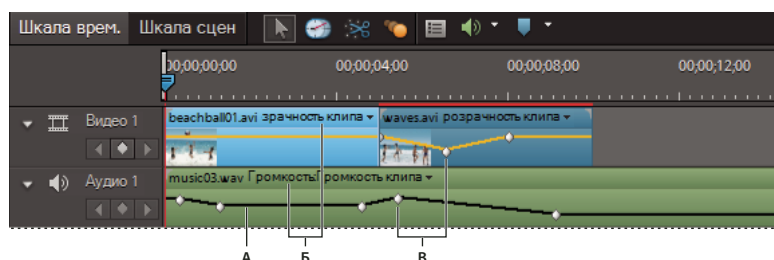 Шкала врем. Шкала сцен
00;00;00;00 00;00;04;00 00;00;08;00 00;00;12;00
Видео 1 beachball01.avi зрачность клипа waves.avi розрачность клипа
Аудио 1 music03.wav Громкость:Громкость клипа
А Б В